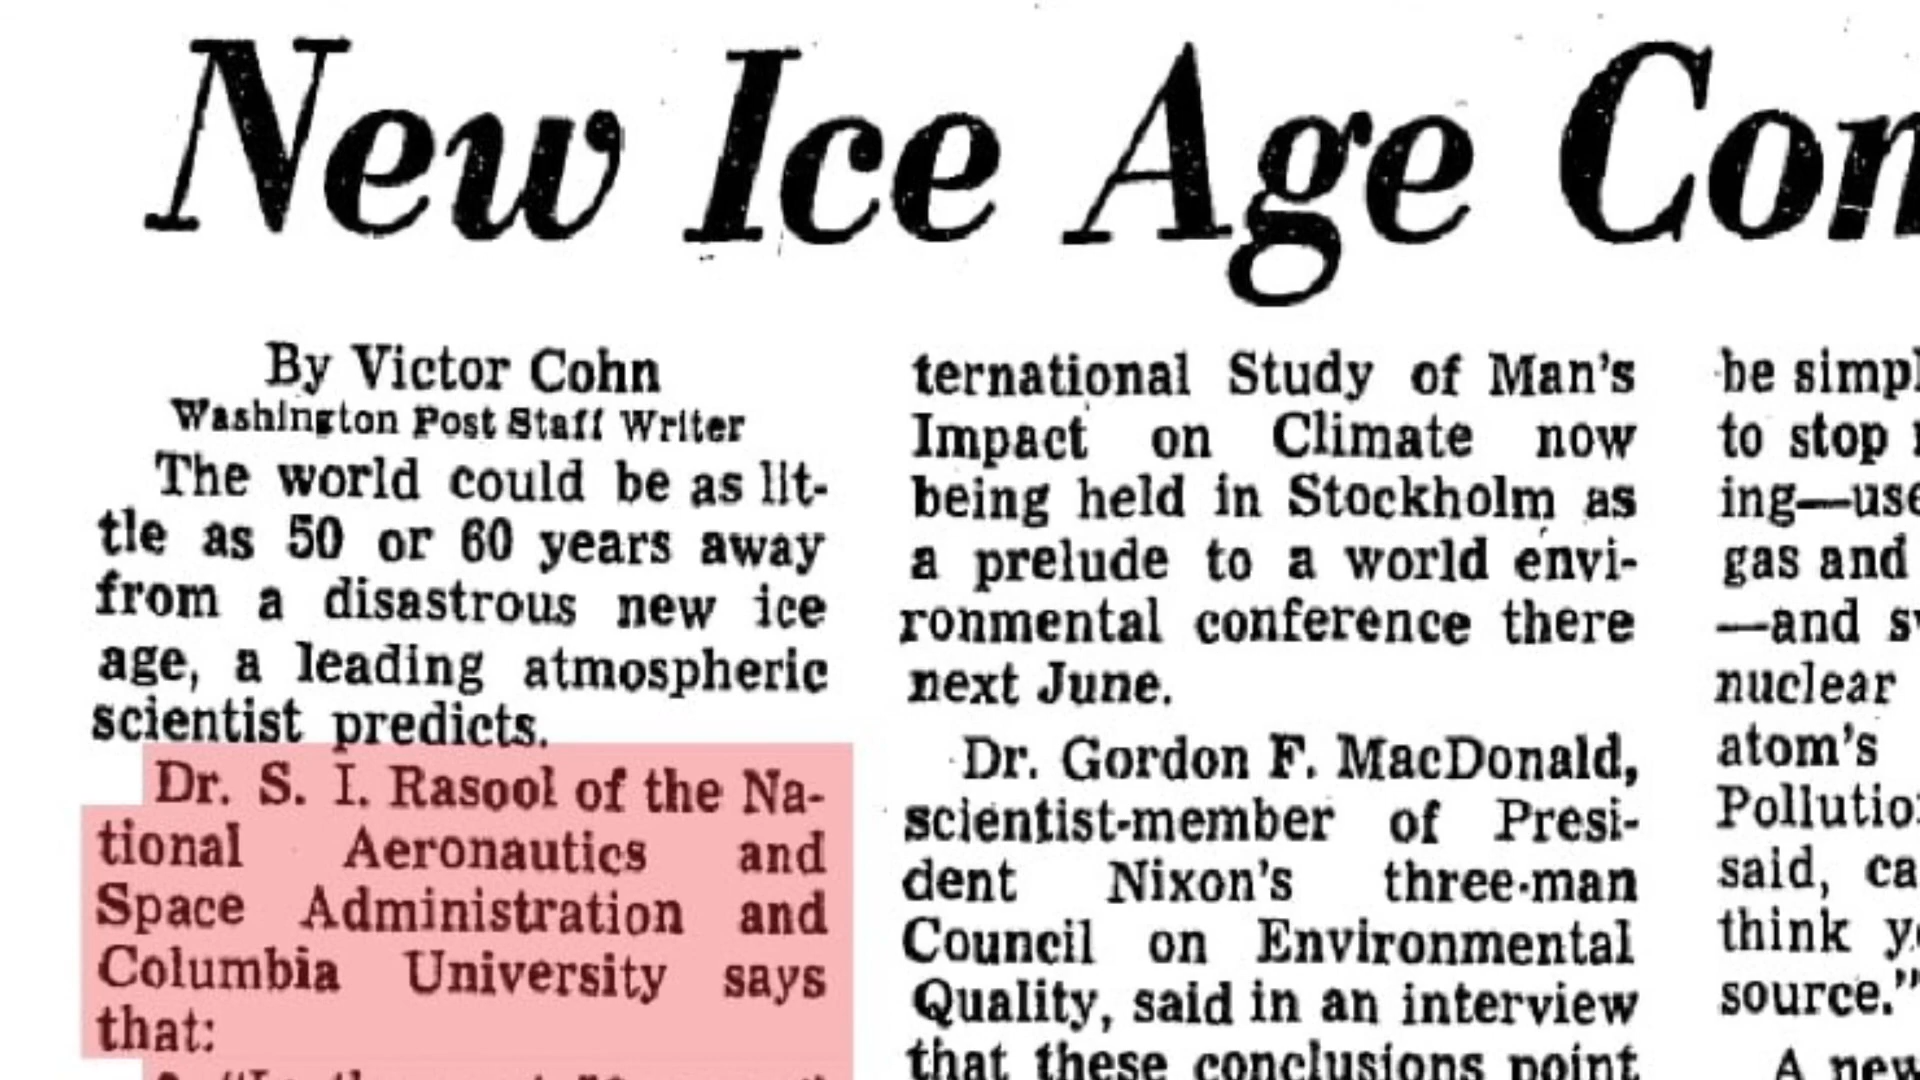 New Ice Age
By Victor Cohn
Washington Post Staff Writer
The world could be as lit-
tle as 50 or 60 years away
from a disastrous new ice
age, a leading atmospheric
scientist predicts.
Dr. S. I. Rasool of the Na-
tional Aeronautics and
Space Administration and
Columbia University says
that:
ternational Study of Man's
Impact on Climate now
being held in Stockholm as
a prelude to a world envi-
ronmental conference there
next June.
Dr. Gordon F. MacDonald,
scientist-member of Presi-
dent Nixon's three-man
Council on Environmental
Quality, said in an interview
that these conclusions point
be
to stop
ing—
gas and
—and
nuclear
atom's
said,
think
source."
A new